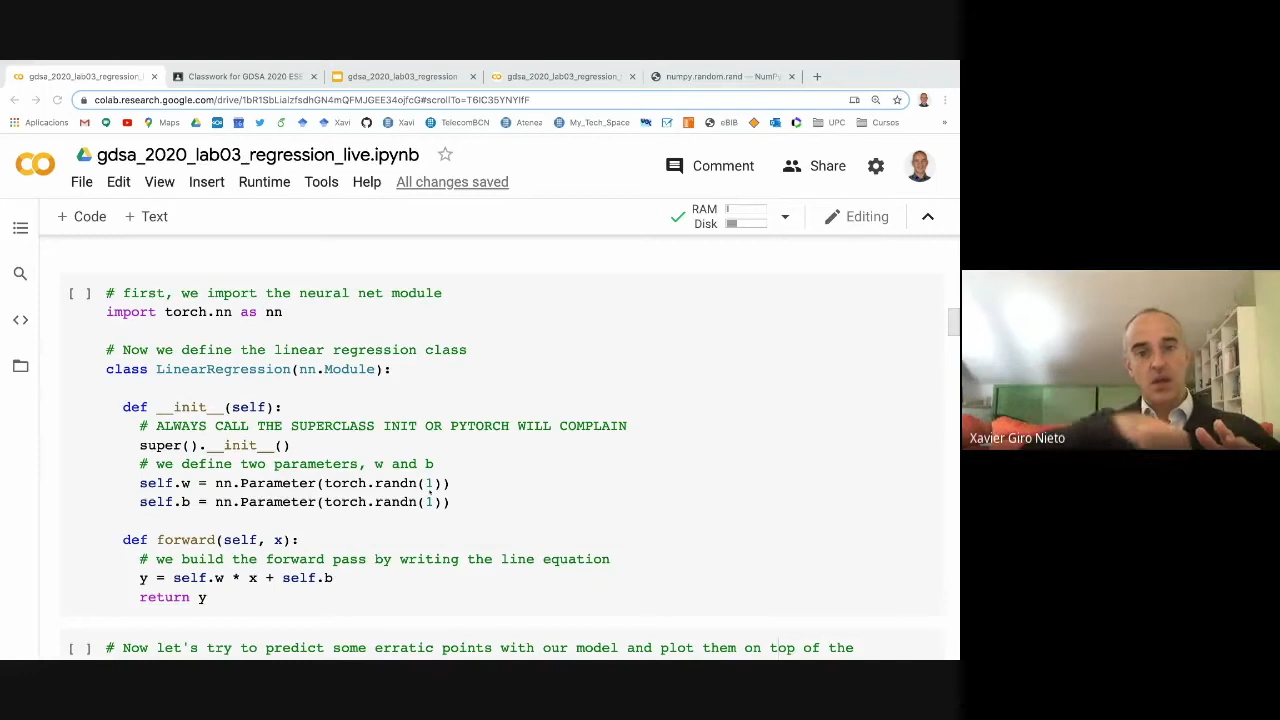 gdsa_2020_lab03_regression_l
Classwork for GDSA 2020 ESE
gdsa_2020_lab03_regression
gdsa_2020_lab03_regression_
numpy.random.rand — NumP
colab.research.google.com/drive/
Aplicacions
Maps
Xavi
Xavi
TelecomBCN
Atenea
My_Tech_Space
eBIB
UPC
Cursos
»
gdsa_2020_lab03_regression_live.ipynb
Comment
Share
File Edit View Insert Runtime Tools Help All changes saved
+ Code + Text
RAM
Disk
Editing
[ ] # first, we import the neural net module
import torch.nn as nn
# Now we define the linear regression class
class LinearRegression(nn.Module):
def __init__(self):
# ALWAYS CALL THE SUPERCLASS INIT OR PYTORCH WILL COMPLAIN
super().__init__()
# we define two parameters, w and b
self.w = nn.Parameter(torch.randn(1))
self.b = nn.Parameter(torch.randn(1))
def forward(self, x):
# we build the forward pass by writing the line equation
y = self.w * x + self.b
return y
[ ] # Now let's try to predict some erratic points with our model and plot them on top of the
Xavier Giro Nieto